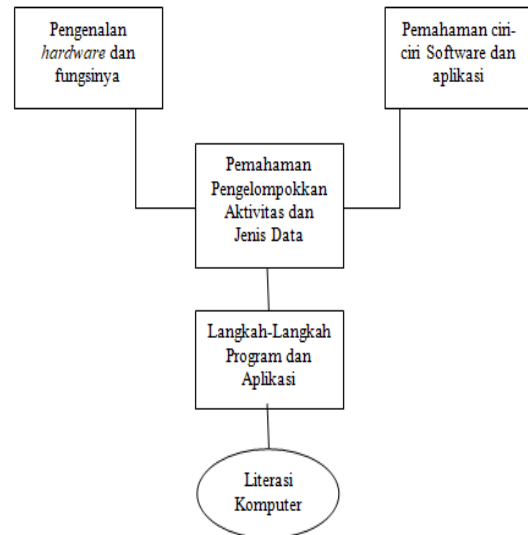 Pengenalan
hardware dan
fungsinya
Pemahaman ciri-
ciri Software dan
aplikasi
Pemahaman
Pengelompokkan
Aktivitas dan
Jenis Data
Langkah-Langkah
Program dan
Aplikasi
Literasi
Komputer